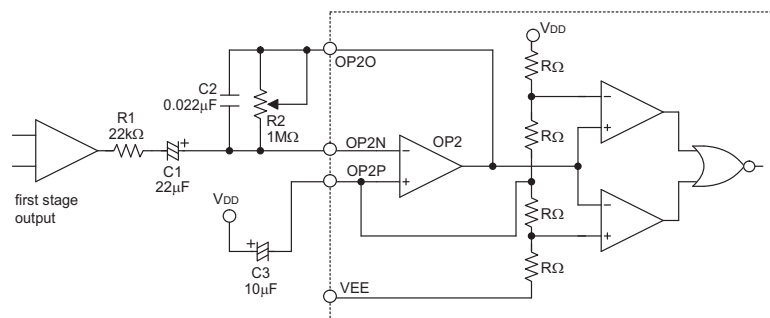 VDD
OP2O
RΩ
C2
0.022μF
R2
1MΩ
R1
22kΩ
RΩ
OP2N
OP2
C1
22μF
OP2P
first stage
output
VDD
RΩ
C3
10μF
RΩ
VEE